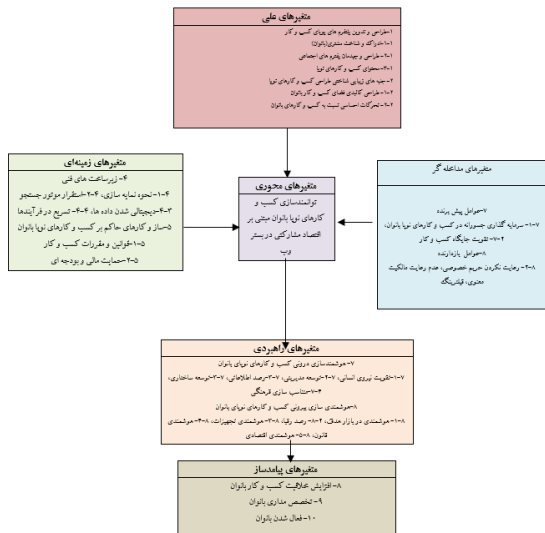 متغیرهای علی
۱-طراحی و تدوین پلتفرم های پویای کسب و کار
۱-۱-ادراک و شناخت مشتری(بانوان)
۲-۱-طراحی و چیدمان پلتفرم های اجتماعی
۳-۱-محتوای کسب و کارهای نوپا
۲-جنبه های زیبایی شناختی طراحی کسب و کارهای نوپا
۱-۲-طراحی کالبدی فضای کسب و کار بانوان
۲-۲-تحرکات احساسی نسبت به کسب و کارهای بانوان
متغیرهای زمینه‌ای
۴- زیرساخت های فنی
۴-۱-نحوه نمایه سازی، ۴-۲-استقرار موتور جستجو
۴-۳-دیجیتالی شدن داده ها، ۴-۴-تسریع در فرآیندها
۵-ساز و کارهای حاکم بر کسب و کارهای نوپا بانوان
۵-۱-قوانین و مقررات کسب و کار
۵-۲-حمایت مالی و بودجه ای
متغیرهای محوری
توانمندسازی کسب و
کارهای نوپا بانوان مبتنی بر
اقتصاد مشارکتی در بستر
وب
متغیرهای مداخله گر
۷-عوامل پیش برنده
۷-۱- سرمایه گذاری جسورانه در کسب و کارهای نوپا بانوان،
۷-۲-تقویت جایگاه کسب و کار
۸-عوامل بازدارنده
۸-۲- رعایت نکردن حریم خصوصی، عدم رعایت مالکیت
معنوی، فیلترینگ
متغیرهای راهبردی
۷- هوشمندسازی درونی کسب و کارهای نوپای بانوان
۷-۱-تقویت نیروی انسانی، ۷-۲-توسعه مدیریتی، ۷-۳-رصد اطلاعاتی، ۷-۳-توسعه ساختاری،
۷-۴-متناسب سازی فرهنگی
۸-هوشمندی سازی بیرونی کسب و کارهای نوپای بانوان
۸-۱-هوشمندی در بازار هدف، ۸-۲-رصد رقبا، ۸-۳-هوشمندی تجهیزات، ۸-۴-هوشمندی
قانون، ۸-۵-هوشمندی اقتصادی
متغیرهای پیامدساز
۸- افزایش خلاقیت کسب و کار بانوان
۹- تخصص مداری بانوان
۱۰- فعال شدن بانوان